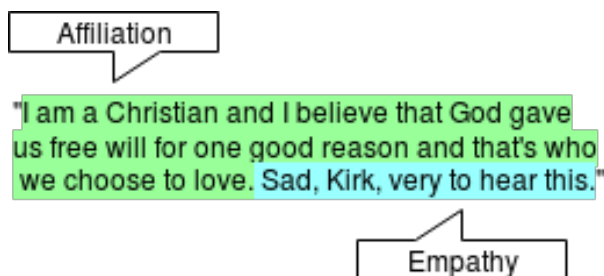 Affiliation
"I am a Christian and I believe that God gave
us free will for one good reason and that's who
we choose to love. Sad, Kirk, very to hear this."
Empathy